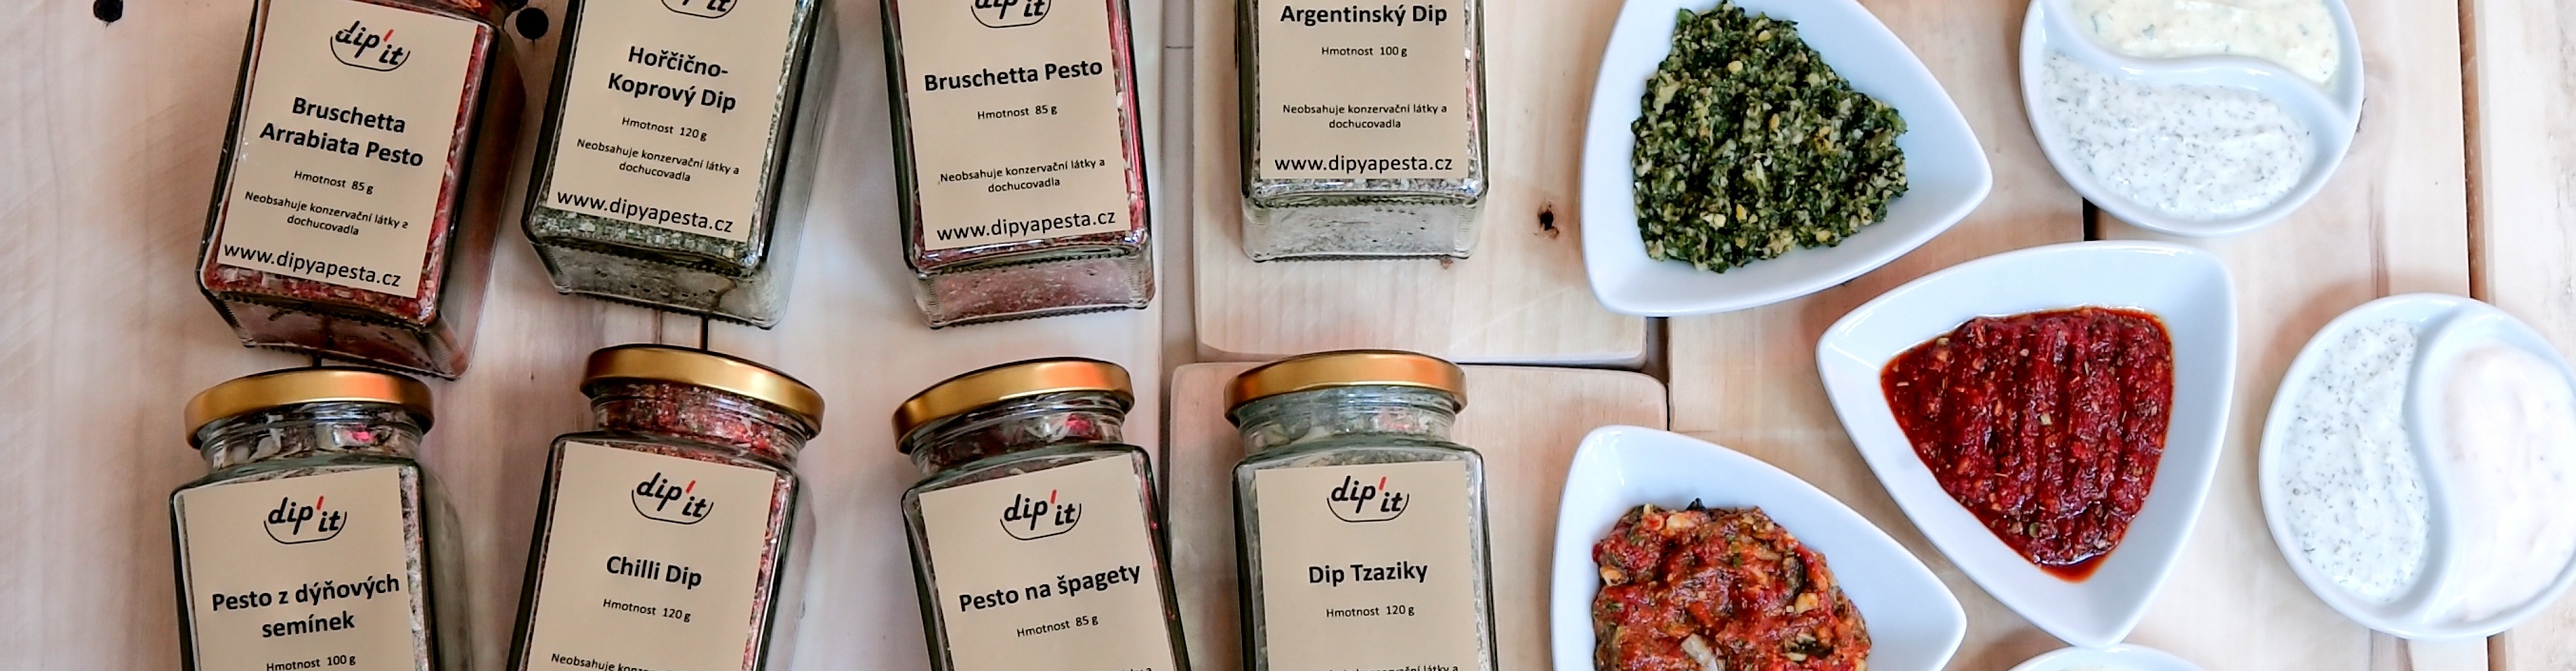 dip'it
Bruschetta
Arrabiata Pesto
Hmotnost 85 g
Neobsahuje konzervační látky a
dochucovadla
www.dipyapesta.cz
Hořčično-
Koprový Dip
Hmotnost 120 g
Neobsahuje konzervační látky a
dochucovadla
www.dipyapesta.cz
dip'it
Bruschetta Pesto
Hmotnost 85 g
Neobsahuje konzervační látky a
dochucovadla
www.dipyapesta.cz
Argentinský Dip
Hmotnost 100 g
Neobsahuje konzervační látky a
dochucovadla
www.dipyapesta.cz
dip'it
Pesto z dýňových
semínek
Hmotnost 100 g
dip'it
Chilli Dip
Hmotnost 120 g
Neobsahuje
dip'it
Pesto na špagety
Hmotnost 85 g
dip'it
Dip Tzaziky
Hmotnost 120 g
látky a